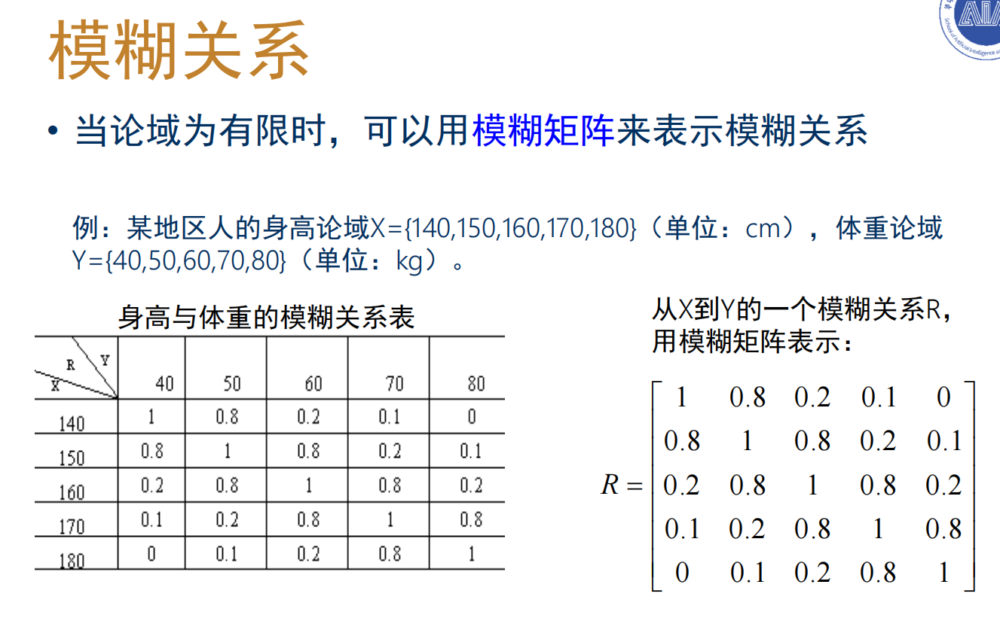 模糊关系
• 当论域为有限时，可以用模糊矩阵来表示模糊关系
例：某地区人的身高论域X={140,150,160,170,180}（单位：cm），体重论域
Y={40,50,60,70,80}（单位：kg）。
身高与体重的模糊关系表
R Y X 40 50 60 70 80
140 1 0.8 0.2 0.1 0
150 0.8 1 0.8 0.2 0.1
160 0.2 0.8 1 0.8 0.2
170 0.1 0.2 0.8 1 0.8
180 0 0.1 0.2 0.8 1
从X到Y的一个模糊关系R，
用模糊矩阵表示：
1 0.8 0.2 0.1 0
0.8 1 0.8 0.2 0.1
R = 0.2 0.8 1 0.8 0.2
0.1 0.2 0.8 1 0.8
0 0.1 0.2 0.8 1
AIA
School of Artificial Intelligence